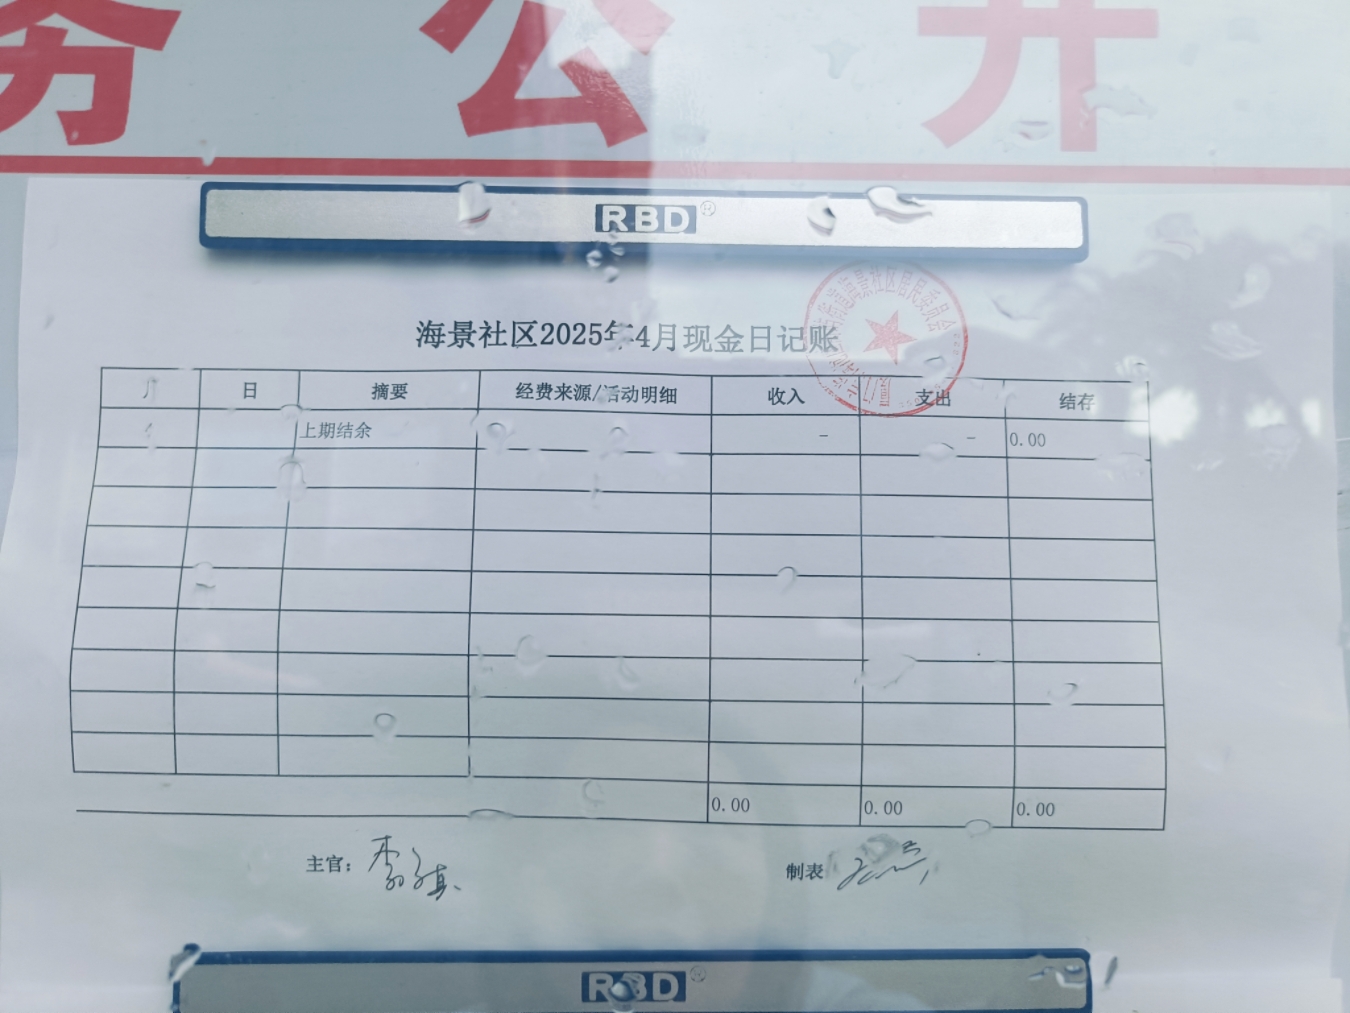 务公开
RBD®
海景社区2025年4月现金日记账
月 日 摘要 经费来源/活动明细 收入 支出 结存
上期结余 - - 0.00
0.00 0.00 0.00
主官: 制表
RBD®